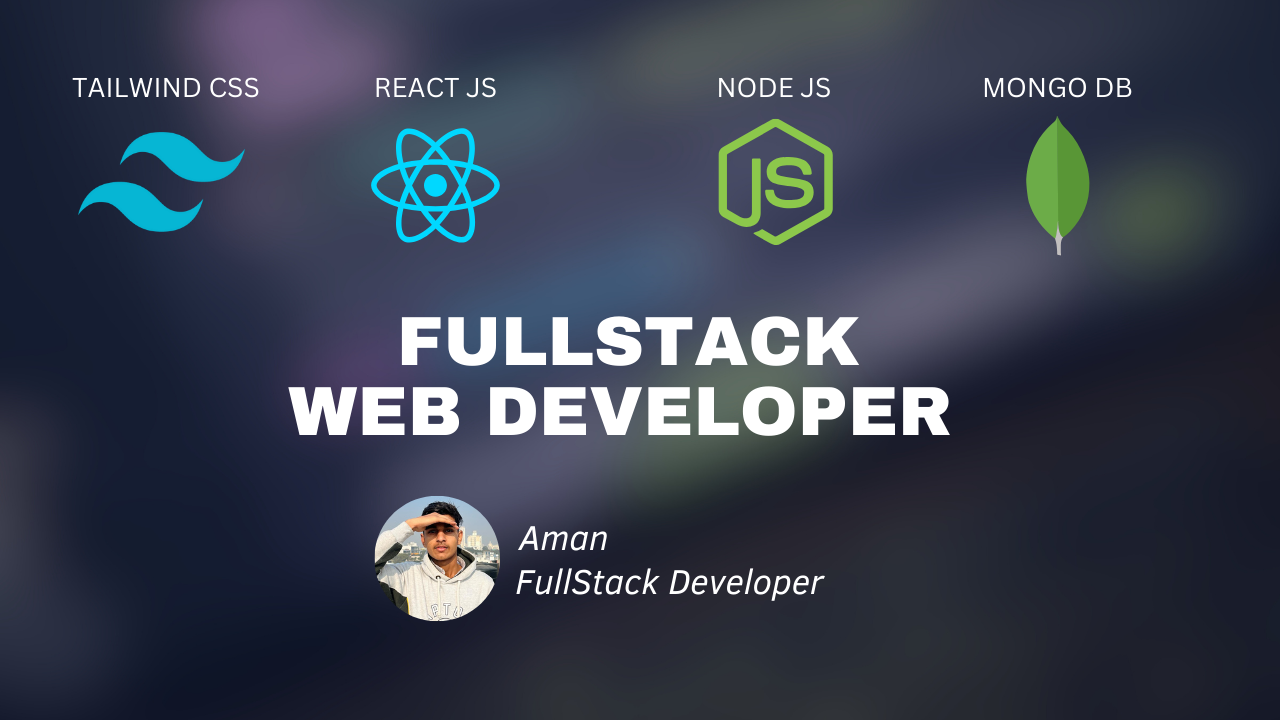 TAILWIND CSS
REACT JS
NODE JS
MONGO DB
JS
FULLSTACK
WEB DEVELOPER
Aman
FullStack Developer